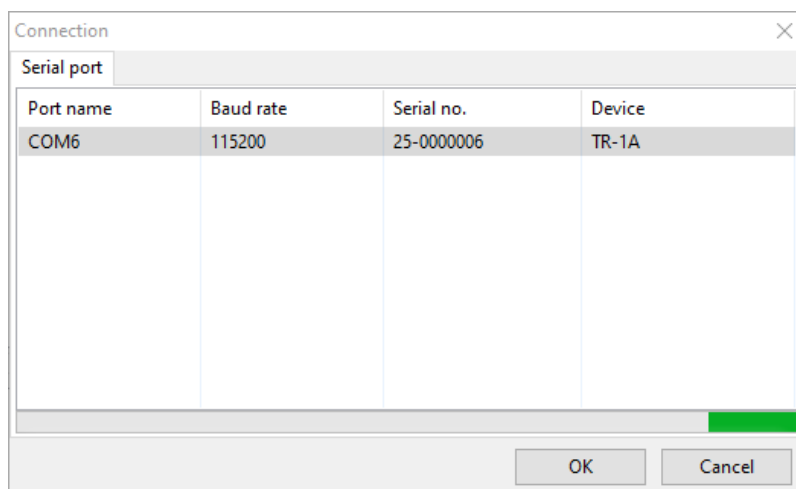 Connection
Serial port
Port name Baud rate Serial no. Device
COM6 115200 25-0000006 TR-1A
OK Cancel